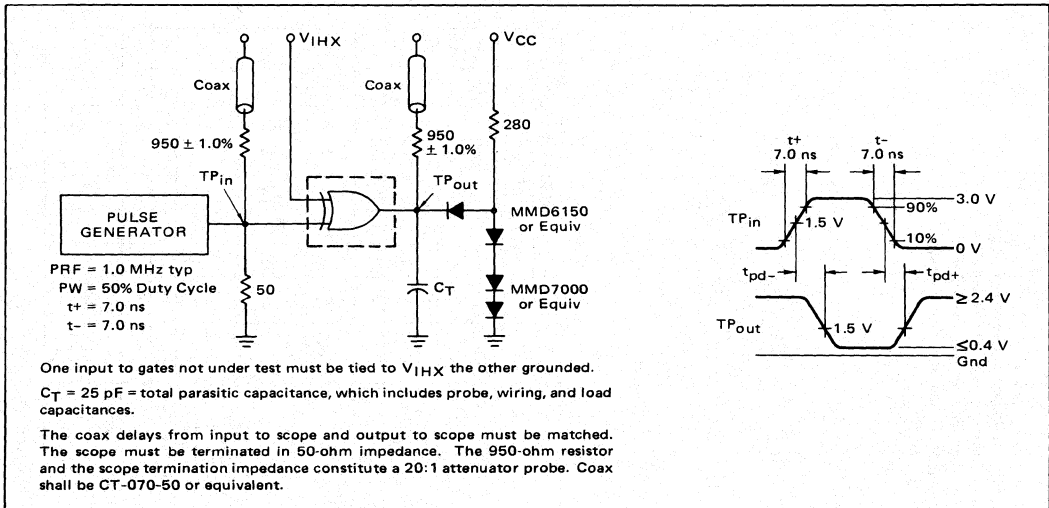 VIHX
VCC
Coax
Coax
280
950 ± 1.0%
950
± 1.0%
TPin
TPout
PULSE
GENERATOR
MMD6150
or Equiv
PRF = 1.0 MHz typ
PW = 50% Duty Cycle
t+ = 7.0 ns
t– = 7.0 ns
50
CT
MMD7000
or Equiv
One input to gates not under test must be tied to VIHX the other grounded.
CT = 25 pF = total parasitic capacitance, which includes probe, wiring, and load
capacitances.
The coax delays from input to scope and output to scope must be matched.
The scope must be terminated in 50-ohm impedance. The 950-ohm resistor
and the scope termination impedance constitute a 20:1 attenuator probe. Coax
shall be CT-070-50 or equivalent.
t+
7.0 ns
t–
7.0 ns
3.0 V
90%
TPin
1.5 V
10%
0 V
tpd–
tpd+
≥ 2.4 V
TPout
1.5 V
≤0.4 V
Gnd